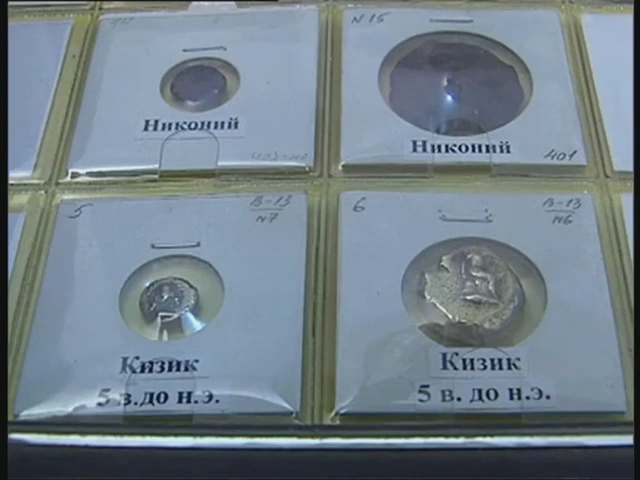 N 15
Никоний
Никоний
401
5
В-13
N7
6
В-13
N6
Кизик
5 в.до н.э.
Кизик
5 в. до н.э.